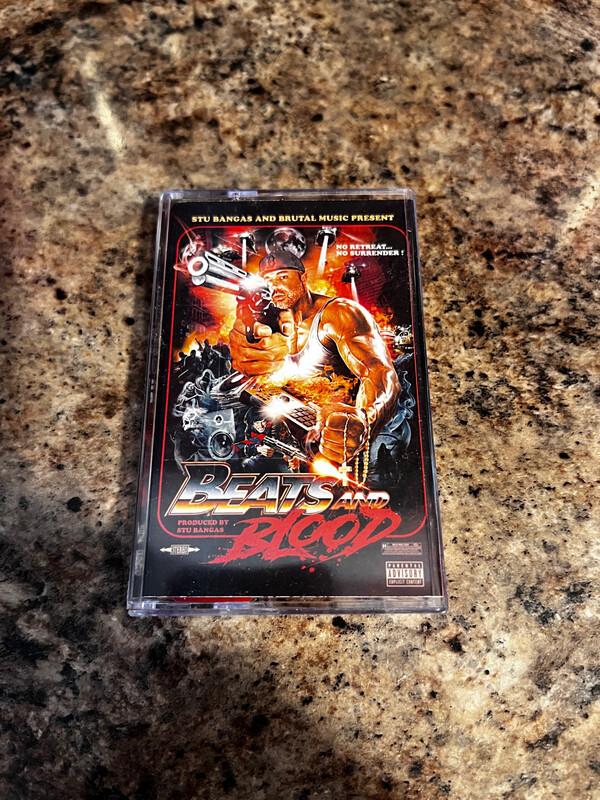 STU BANGAS AND BRUTAL MUSIC PRESENT
NO RETREAT...
NO SURRENDER !
BEATS AND
BLOOD
PRODUCED BY
STU BANGAS
STEREO
PARENTAL
ADVISORY
EXPLICIT CONTENT